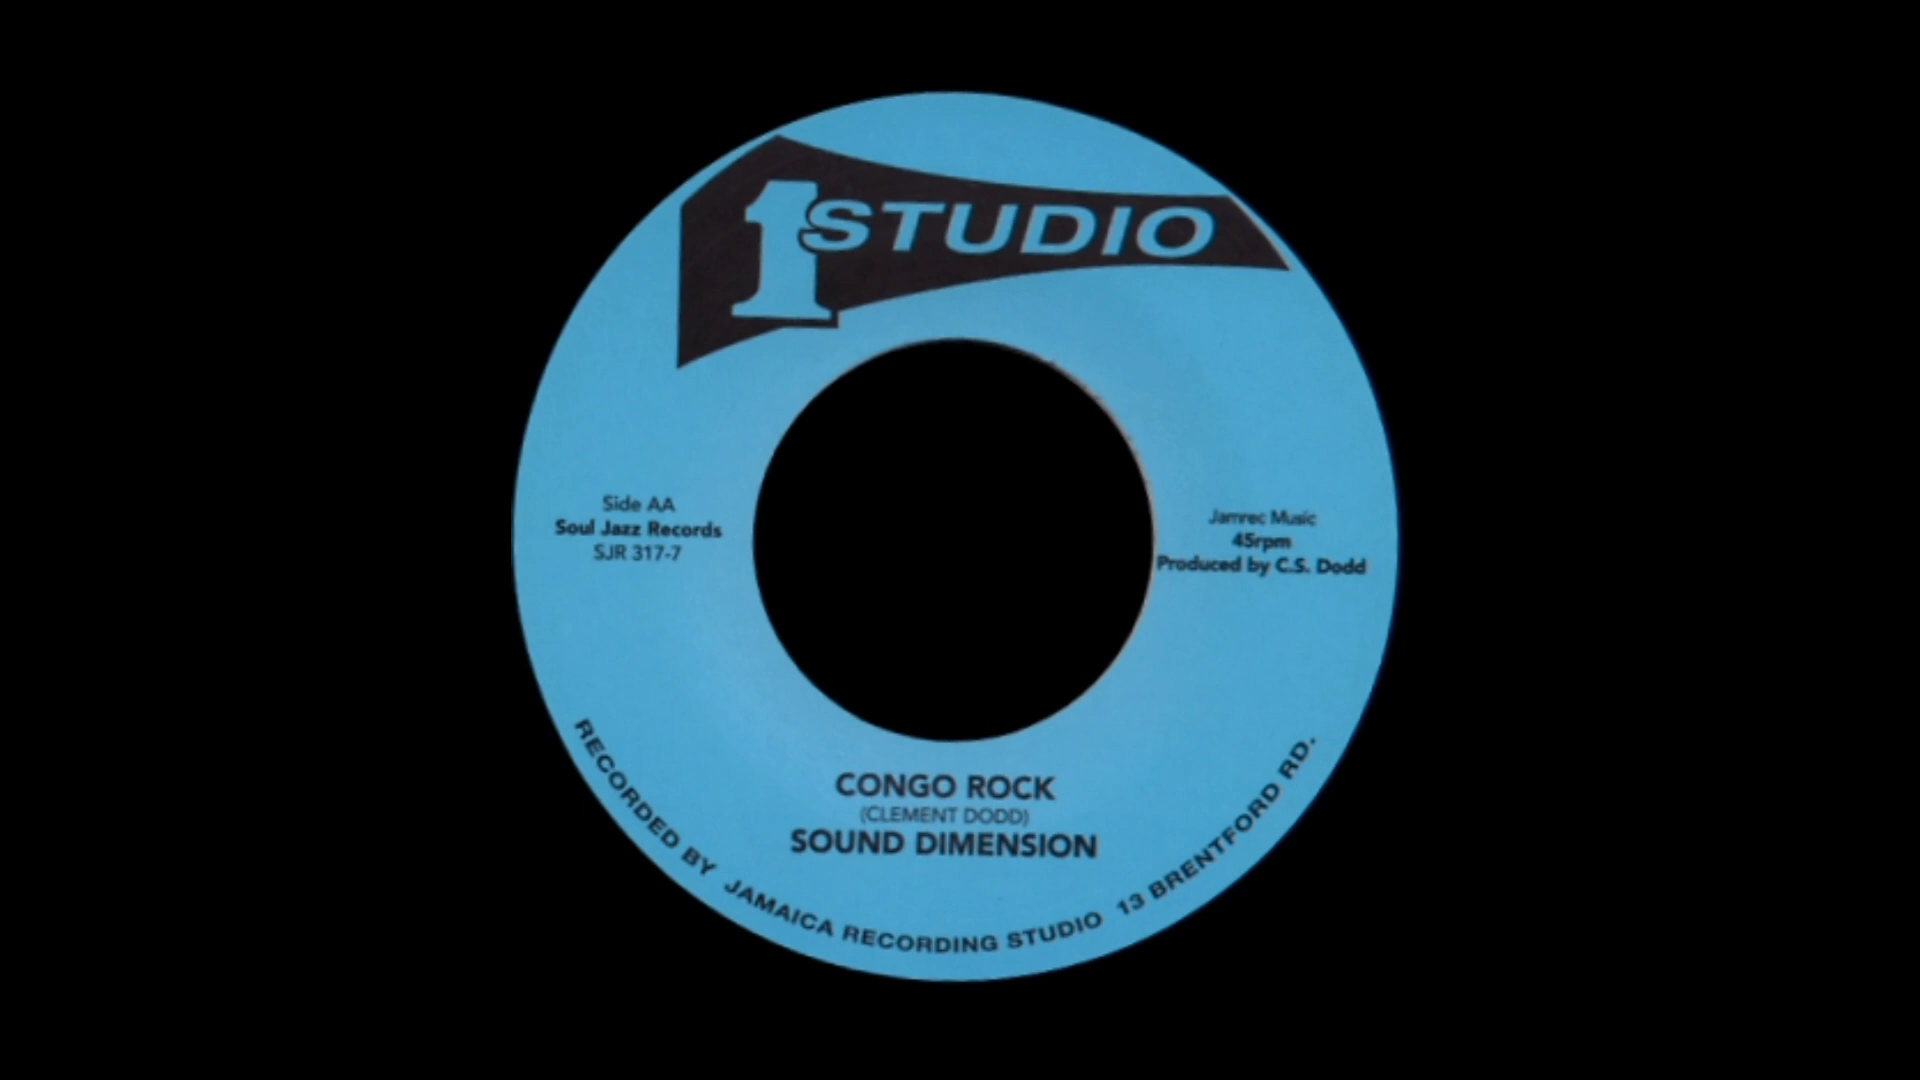 1 STUDIO
Side AA
Soul Jazz Records
SJR 317-7
Jamrec Music
45rpm
Produced by C.S. Dodd
CONGO ROCK
(CLEMENT DODD)
SOUND DIMENSION
RECORDED BY JAMAICA RECORDING STUDIO 13 BRENTFORD RD.